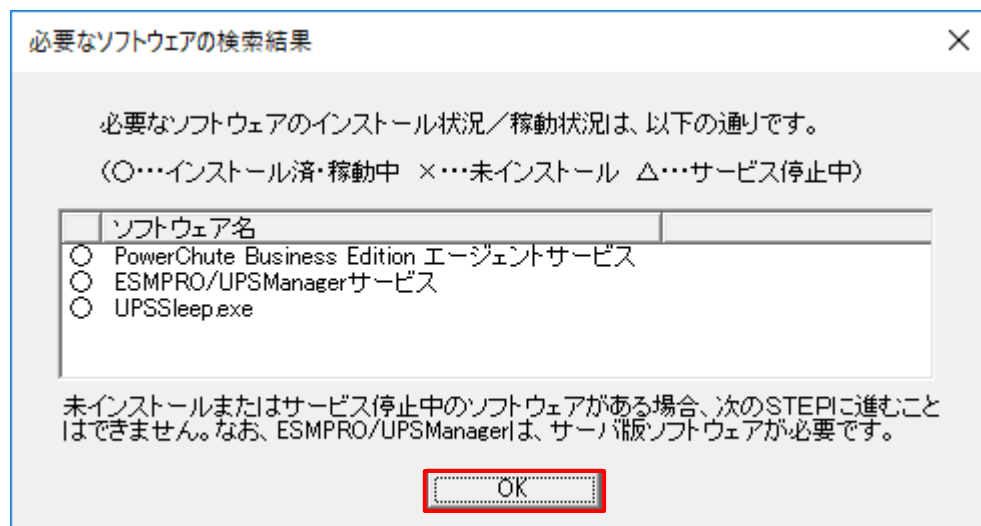 必要なソフトウェアの検索結果
必要なソフトウェアのインストール状況／稼動状況は、以下の通りです。
（○…インストール済・稼動中　×…未インストール　△…サービス停止中）
ソフトウェア名
○ PowerChute Business Edition エージェントサービス
○ ESMPRO/UPSManagerサービス
○ UPSSleep.exe
未インストールまたはサービス停止中のソフトウェアがある場合、次のSTEPに進むこと
はできません。なお、ESMPRO/UPSManagerは、サーバ版ソフトウェアが必要です。
OK